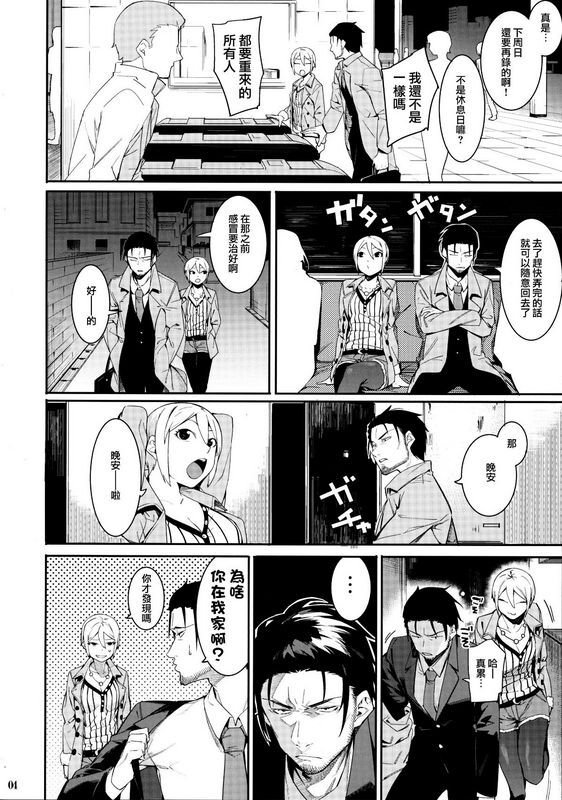 真是…
下周日
還要再錄的啊！
不是休息日嘛？
我還不是
一樣嗎
都要重來的
所有人
ガタン
ゴトン
去了趕快弄完的話
就可以隨意回去了
在那之前
感冒要治好啊
好——的
那
晚安
ガチャ
晚安——啦
哈—
真累…
…
為啥
你在我家啊？
你才發現嗎
04